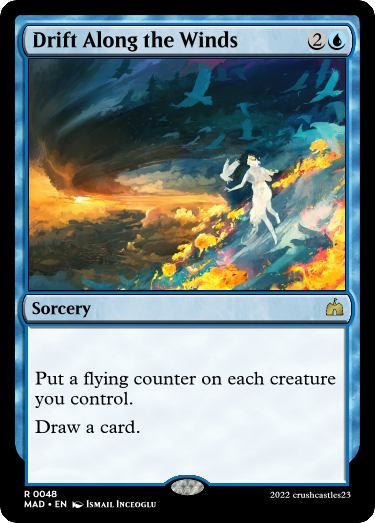 Drift Along the Winds 2
Sorcery
Put a flying counter on each creature
you control.
Draw a card.
R 0048
MAD • EN Ismail Inceoglu
2022 crushcastles23